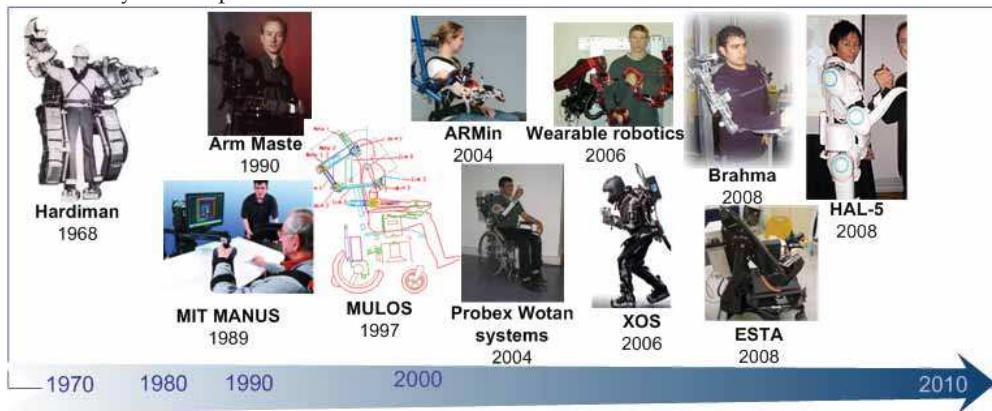 Hardiman
1968
Arm Maste
1990
MIT MANUS
1989
MULOS
1997
ARMin
2004
Probex Wotan
systems
2004
Wearable robotics
2006
XOS
2006
Brahma
2008
ESTA
2008
HAL-5
2008
1970 1980 1990 2000 2010